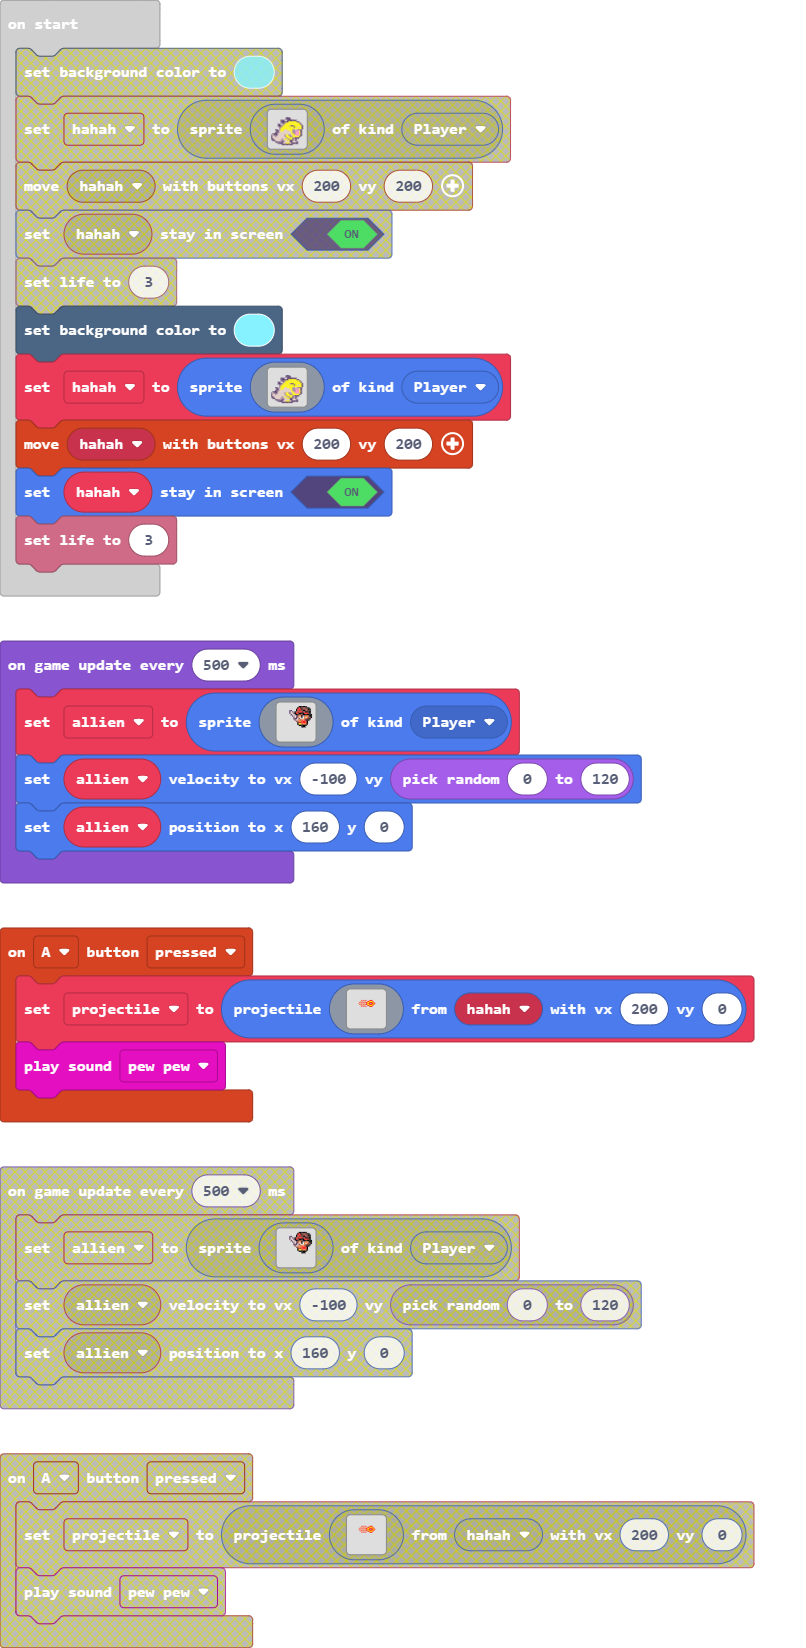 on start
set background color to
set hahah to sprite of kind Player
move hahah with buttons vx 200 vy 200
set hahah stay in screen ON
set life to 3
set background color to
set hahah to sprite of kind Player
move hahah with buttons vx 200 vy 200
set hahah stay in screen ON
set life to 3
on game update every 500 ms
set allien to sprite of kind Player
set allien velocity to vx -100 vy pick random 0 to 120
set allien position to x 160 y 0
on A button pressed
set projectile to projectile from hahah with vx 200 vy 0
play sound pew pew
on game update every 500 ms
set allien to sprite of kind Player
set allien velocity to vx -100 vy pick random 0 to 120
set allien position to x 160 y 0
on A button pressed
set projectile to projectile from hahah with vx 200 vy 0
play sound pew pew